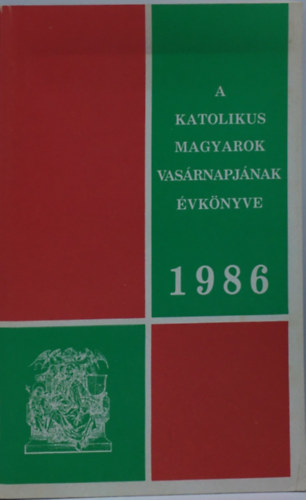 A
KATOLIKUS
MAGYAROK
VASÁRNAPJÁNAK
ÉVKÖNYVE
1986